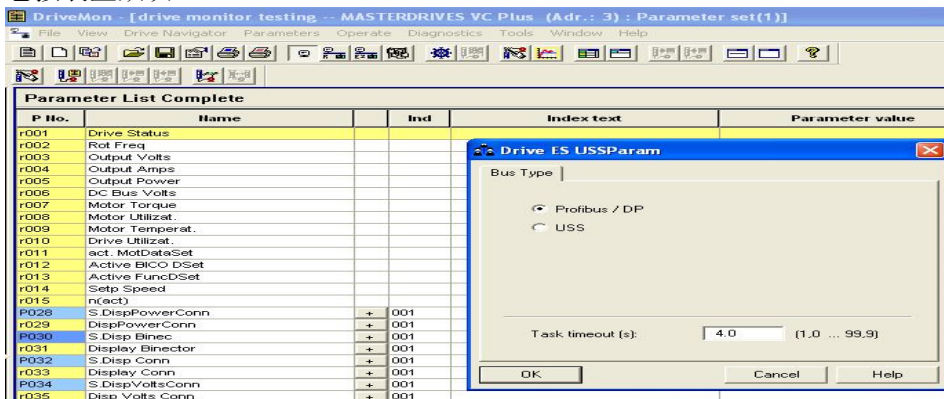 DriveMon - [drive monitor testing -- MASTERDRIVES VC Plus (Adr.: 3) : Parameter set(1)]
File View Drive Navigator Parameters Operate Diagnostics Tools Window Help
Parameter List Complete
P No. Name Ind Index text Parameter value
r001 Drive Status
r002 Rot Freq
r003 Output Volts
r004 Output Amps
r005 Output Power
r006 DC Bus Volts
r007 Motor Torque
r008 Motor Utilizat.
r009 Motor Temperat.
r010 Drive Utilizat.
r011 act. MotDataSet
r012 Active BICO DSet
r013 Active FuncDSet
r014 Setp Speed
r015 n(act)
P028 S.DispPowerConn + 001
r029 DispPowerConn + 001
P030 S.Disp Binec + 001
r031 Display Binector + 001
P032 S.Disp Conn + 001
r033 Display Conn + 001
P034 S.DispVoltsConn + 001
r035 Disp Volts Conn + 001
Drive ES USSParam
Bus Type
Profibus / DP
USS
Task timeout (s): 4.0 (1,0 ... 99,9)
OK Cancel Help